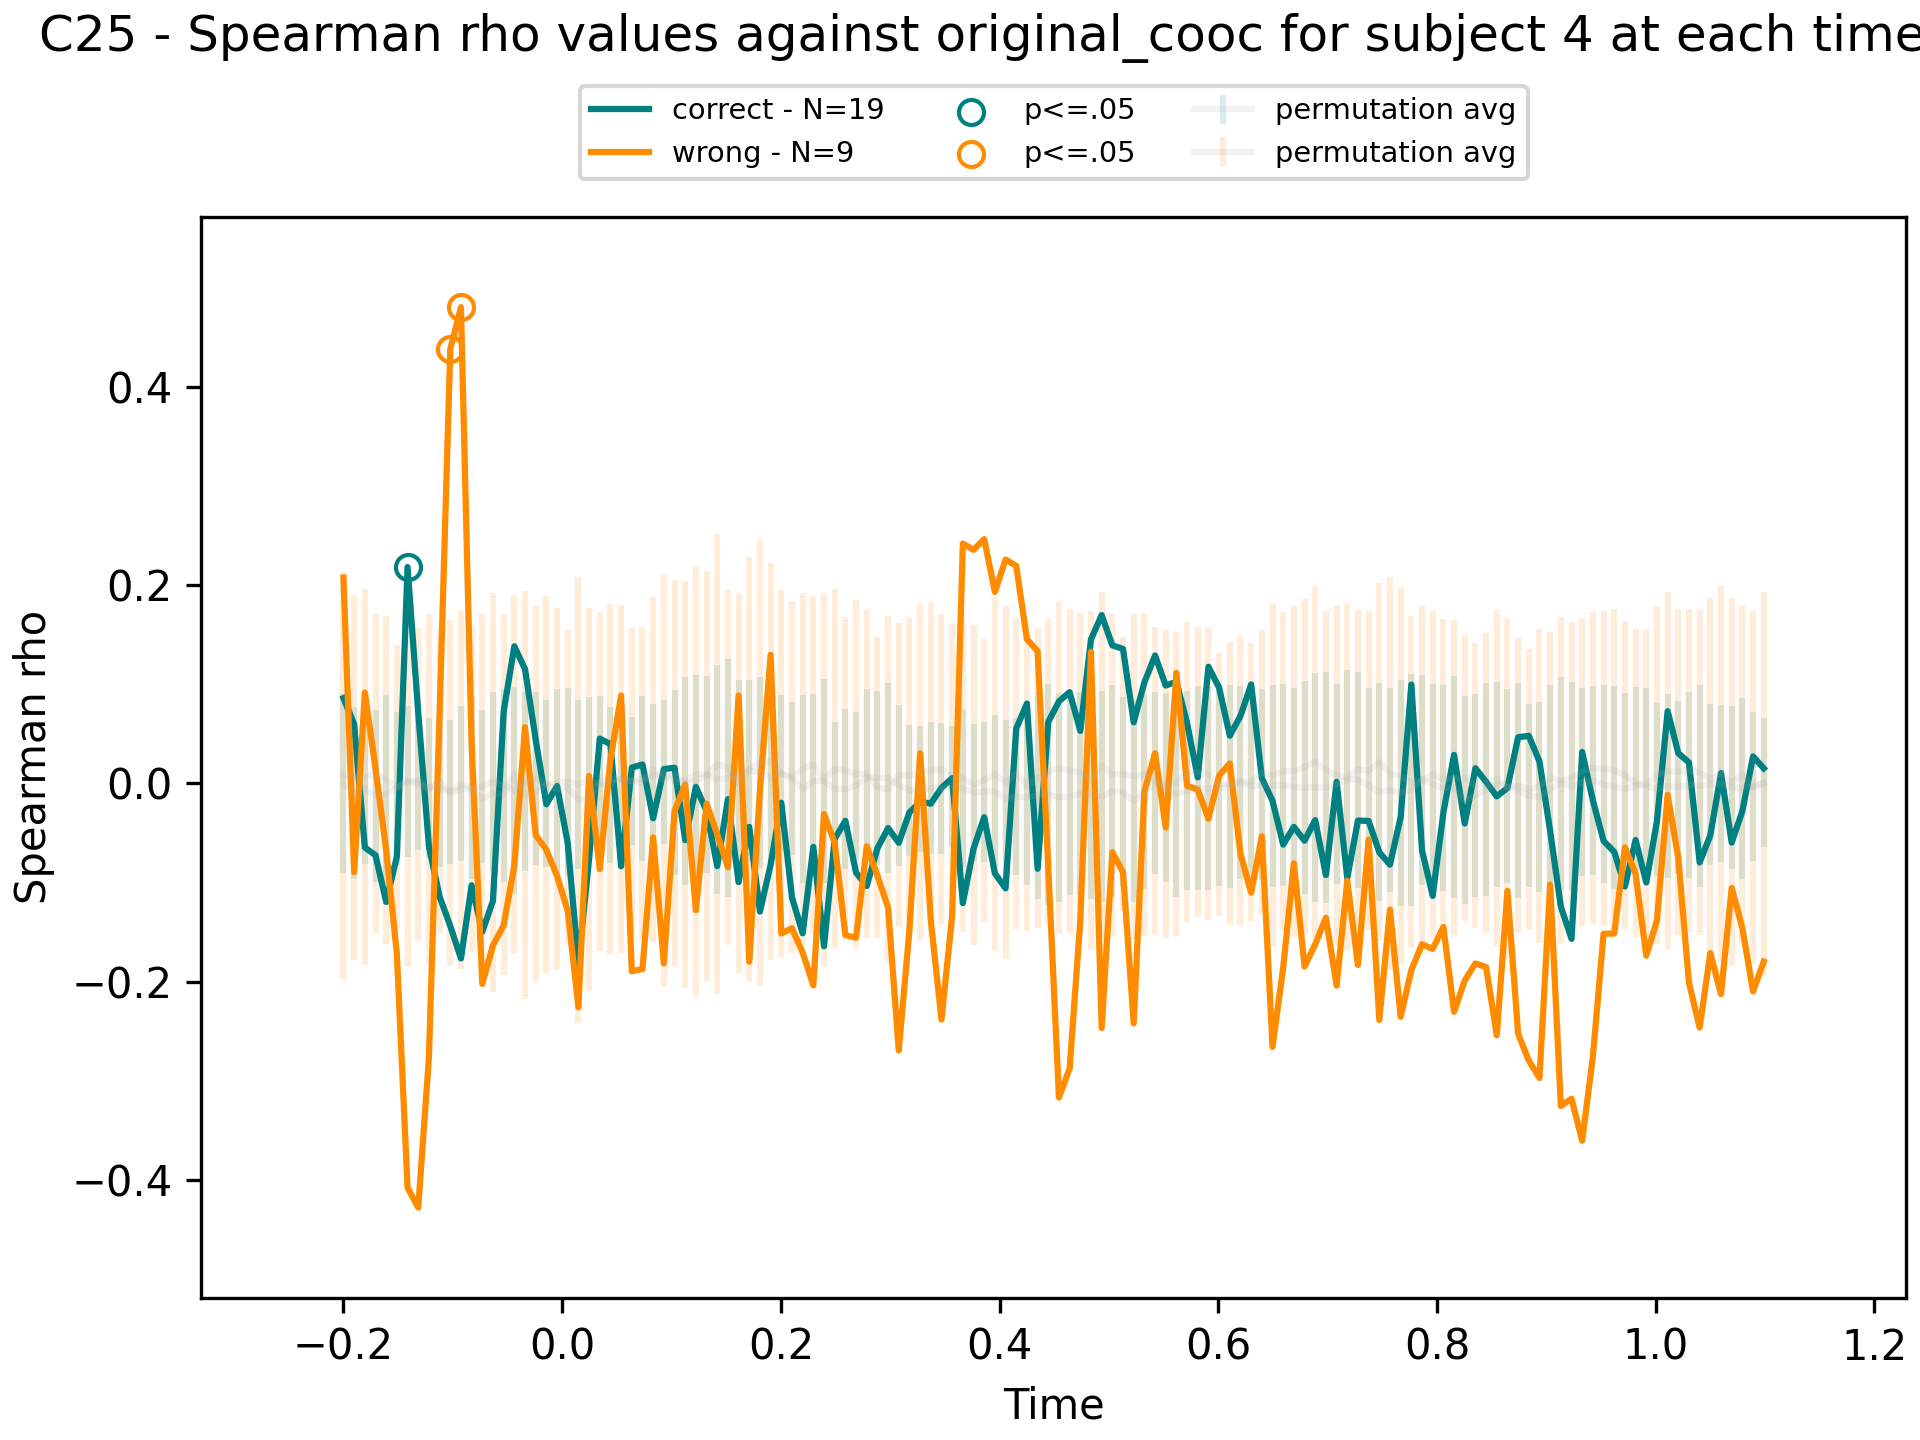 C25 - Spearman rho values against original_cooc for subject 4 at each time
correct - N=19
wrong - N=9
p<=.05
p<=.05
permutation avg
permutation avg
Spearman rho
0.4
0.2
0.0
−0.2
−0.4
−0.2
0.0
0.2
0.4
0.6
0.8
1.0
1.2
Time